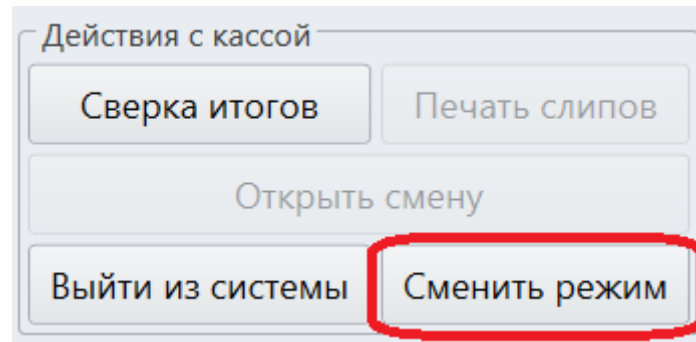 Действия с кассой
Сверка итогов
Печать слипов
Открыть смену
Выйти из системы
Сменить режим